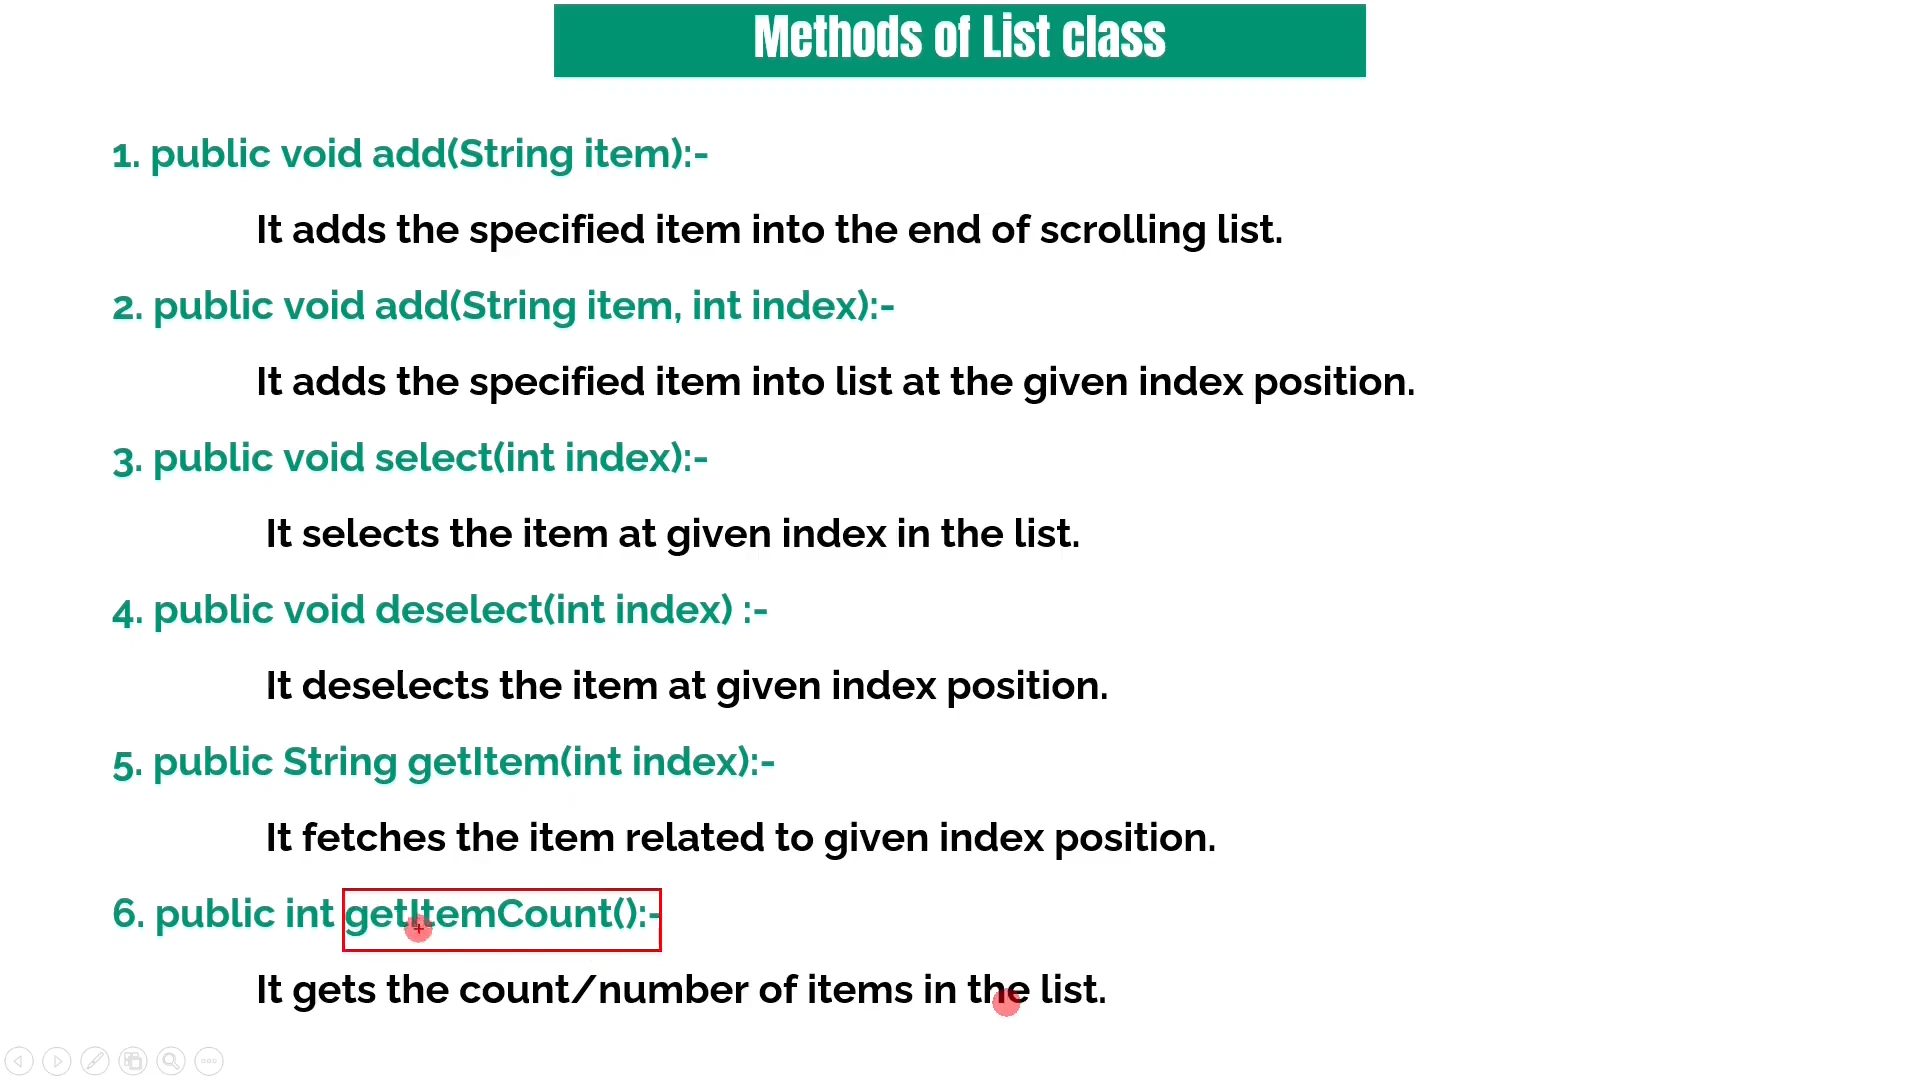 Methods of List class
1. public void add(String item):-
It adds the specified item into the end of scrolling list.
2. public void add(String item, int index):-
It adds the specified item into list at the given index position.
3. public void select(int index):-
It selects the item at given index in the list.
4. public void deselect(int index) :-
It deselects the item at given index position.
5. public String getItem(int index):-
It fetches the item related to given index position.
6. public int getItemCount():-
It gets the count/number of items in the list.